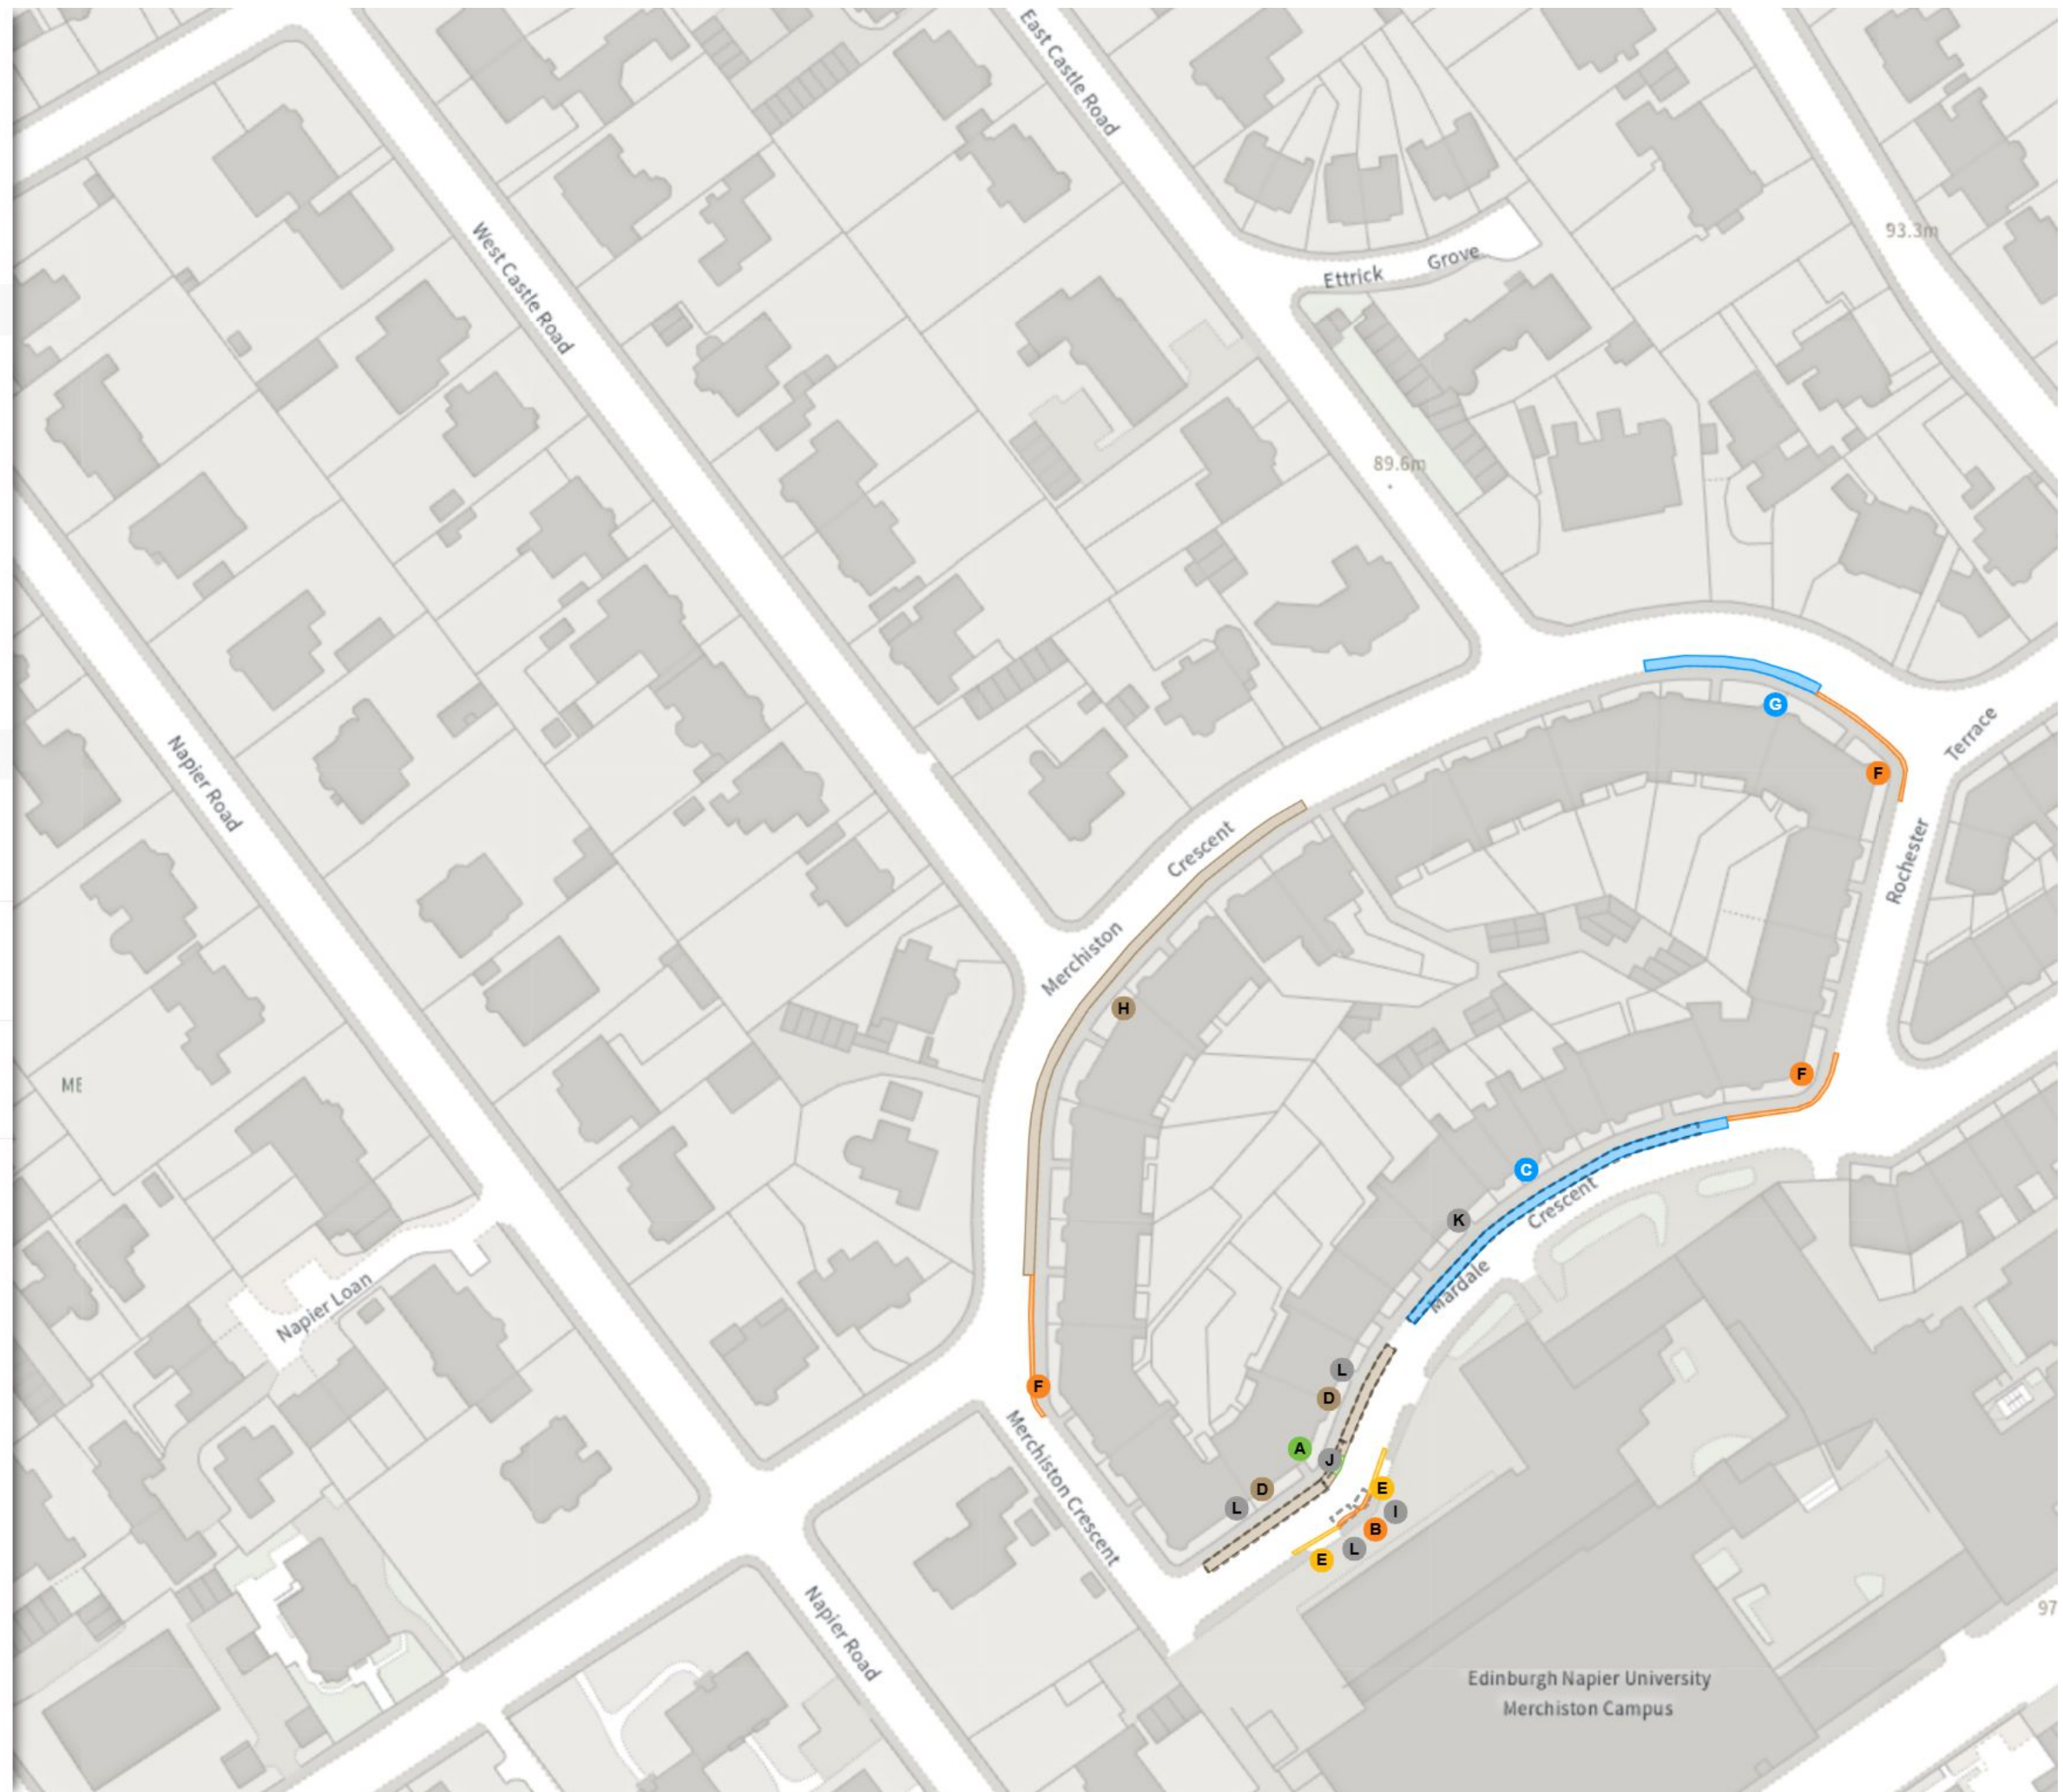 East Castle Road
93.3m
West Castle Road
Ettrick Grove
89.6m
G
Terrace
Napier Road
F
Crescent
Rochester
Merchiston
H
ME
F
C
K
Crescent
Mardale
Napier Loan
L
F
D
Merchiston Crescent
A
J
D
E
L
I
B
L
E
97
Napier Road
Edinburgh Napier University
Merchiston Campus